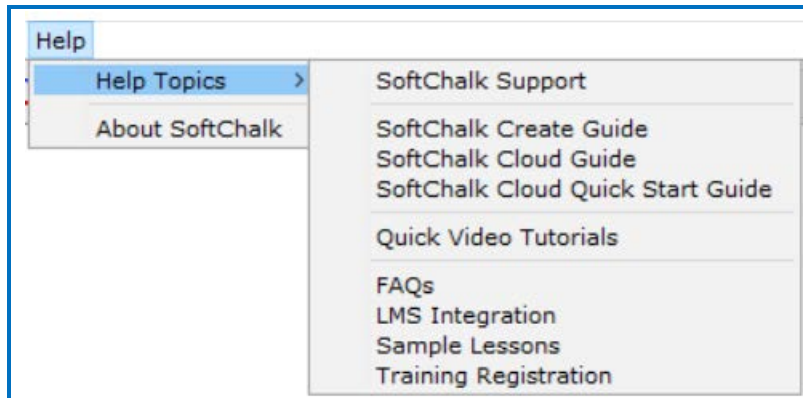 Help
Help Topics
About SoftChalk
SoftChalk Support
SoftChalk Create Guide
SoftChalk Cloud Guide
SoftChalk Cloud Quick Start Guide
Quick Video Tutorials
FAQs
LMS Integration
Sample Lessons
Training Registration